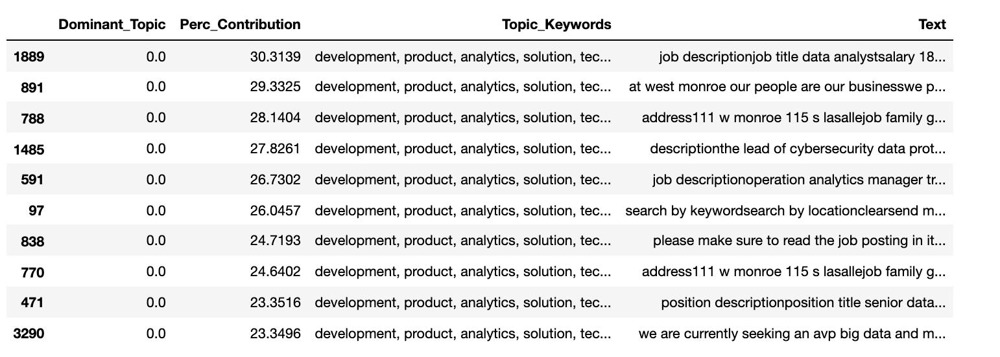 Dominant_Topic Perc_Contribution Topic_Keywords Text
1889 0.0 30.3139 development, product, analytics, solution, tec... job descriptionjob title data analystsalary 18...
891 0.0 29.3325 development, product, analytics, solution, tec... at west monroe our people are our businesswe p...
788 0.0 28.1404 development, product, analytics, solution, tec... address111 w monroe 115 s lasallejob family g...
1485 0.0 27.8261 development, product, analytics, solution, tec... descriptionthe lead of cybersecurity data prot...
591 0.0 26.7302 development, product, analytics, solution, tec... job descriptionoperation analytics manager tr...
97 0.0 26.0457 development, product, analytics, solution, tec... search by keywordsearch by locationclearsend m...
838 0.0 24.7193 development, product, analytics, solution, tec... please make sure to read the job posting in it...
770 0.0 24.6402 development, product, analytics, solution, tec... address111 w monroe 115 s lasallejob family g...
471 0.0 23.3516 development, product, analytics, solution, tec... position descriptionposition title senior data...
3290 0.0 23.3496 development, product, analytics, solution, tec... we are currently seeking an avp big data and m...